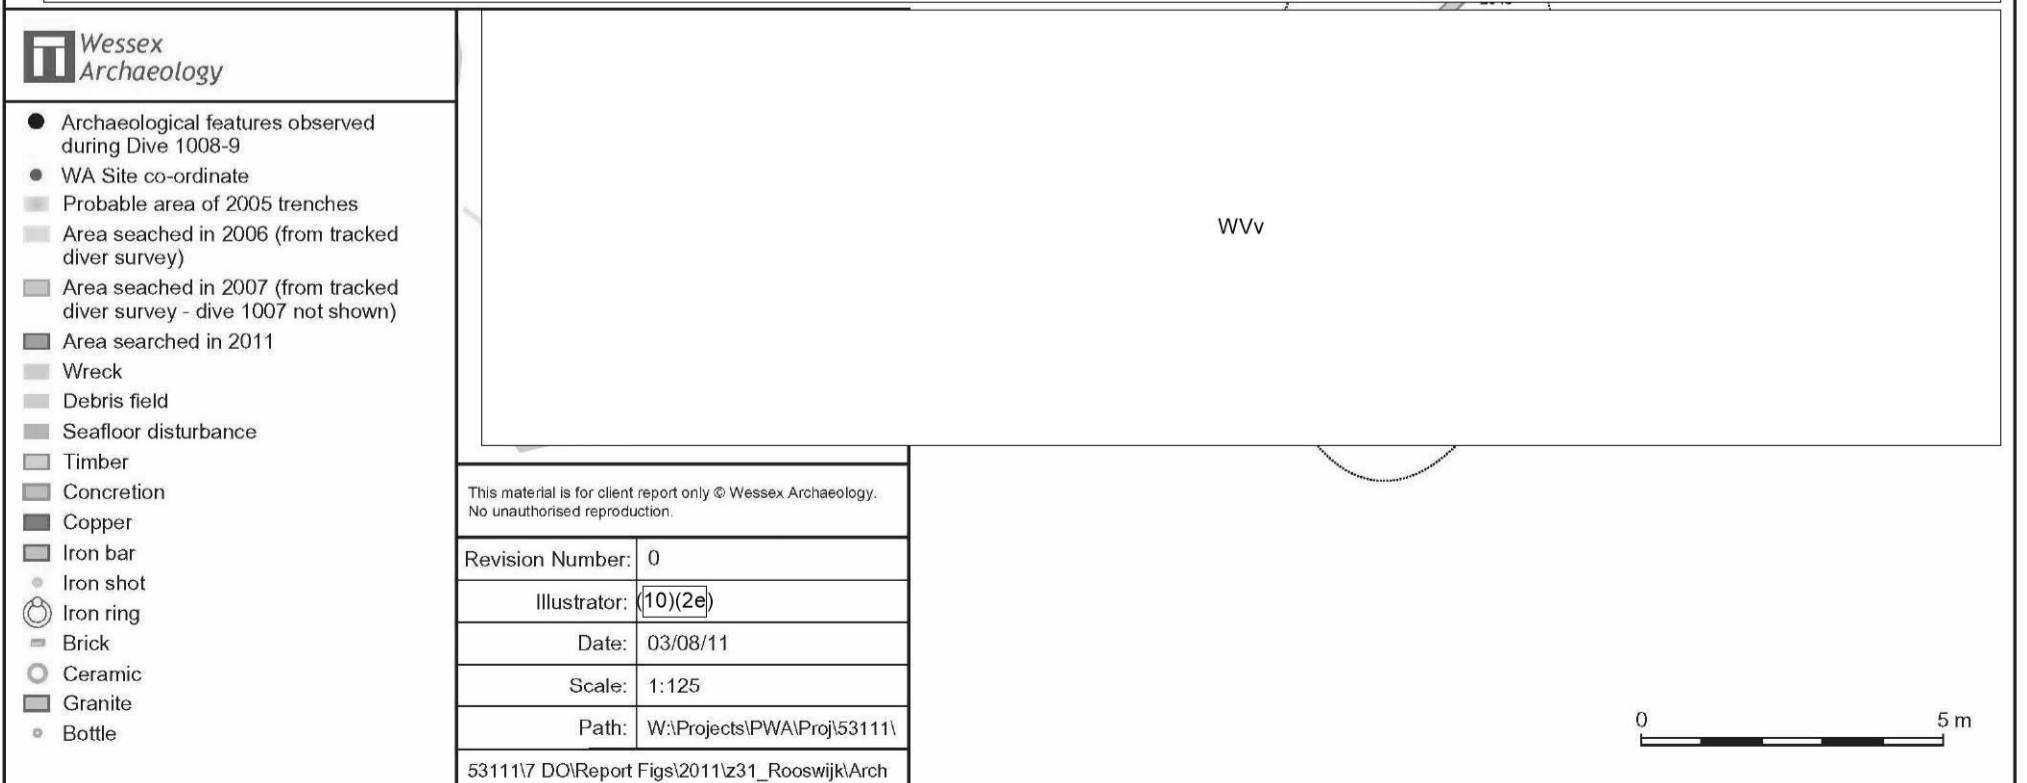 Wessex
Archaeology
Archaeological features observed
during Dive 1008-9
WA Site co-ordinate
Probable area of 2005 trenches
Area seached in 2006 (from tracked
diver survey)
Area seached in 2007 (from tracked
diver survey - dive 1007 not shown)
Area searched in 2011
Wreck
Debris field
Seafloor disturbance
Timber
Concretion
Copper
Iron bar
Iron shot
Iron ring
Brick
Ceramic
Granite
Bottle
WVv
This material is for client report only © Wessex Archaeology.
No unauthorised reproduction.
Revision Number: 0
Illustrator: (10)(2e)
Date: 03/08/11
Scale: 1:125
Path: W:\Projects\PWA\Proj\53111\
53111\7 DO\Report Figs\2011\z31_Rooswijk\Arch
0 5 m